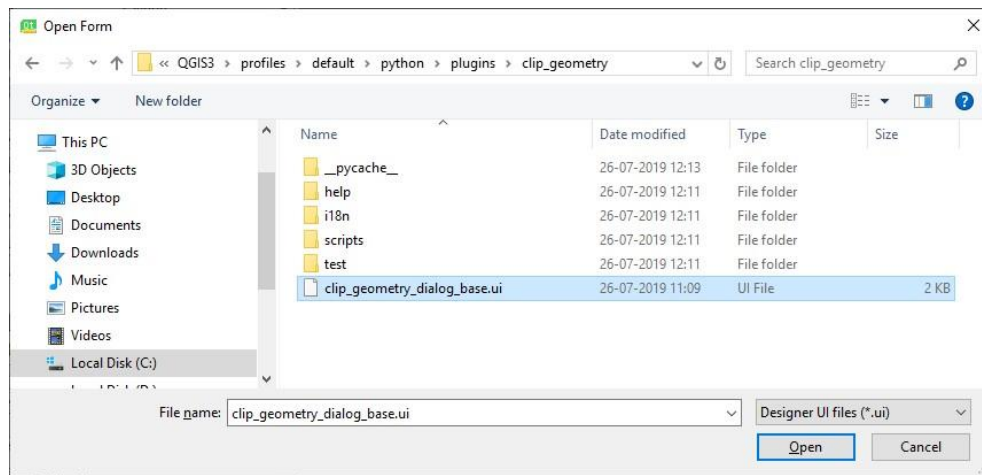 Qt Open Form
« QGIS3 › profiles › default › python › plugins › clip_geometry
Search clip_geometry
Organize
New folder
?
Name Date modified Type Size
This PC
3D Objects
Desktop
Documents
Downloads
Music
Pictures
Videos
Local Disk (C:)
__pycache__ 26-07-2019 12:13 File folder
help 26-07-2019 12:11 File folder
i18n 26-07-2019 12:11 File folder
scripts 26-07-2019 12:11 File folder
test 26-07-2019 12:11 File folder
clip_geometry_dialog_base.ui 26-07-2019 11:09 UI File 2 KB
File name: clip_geometry_dialog_base.ui
Designer UI files (*.ui)
Open Cancel